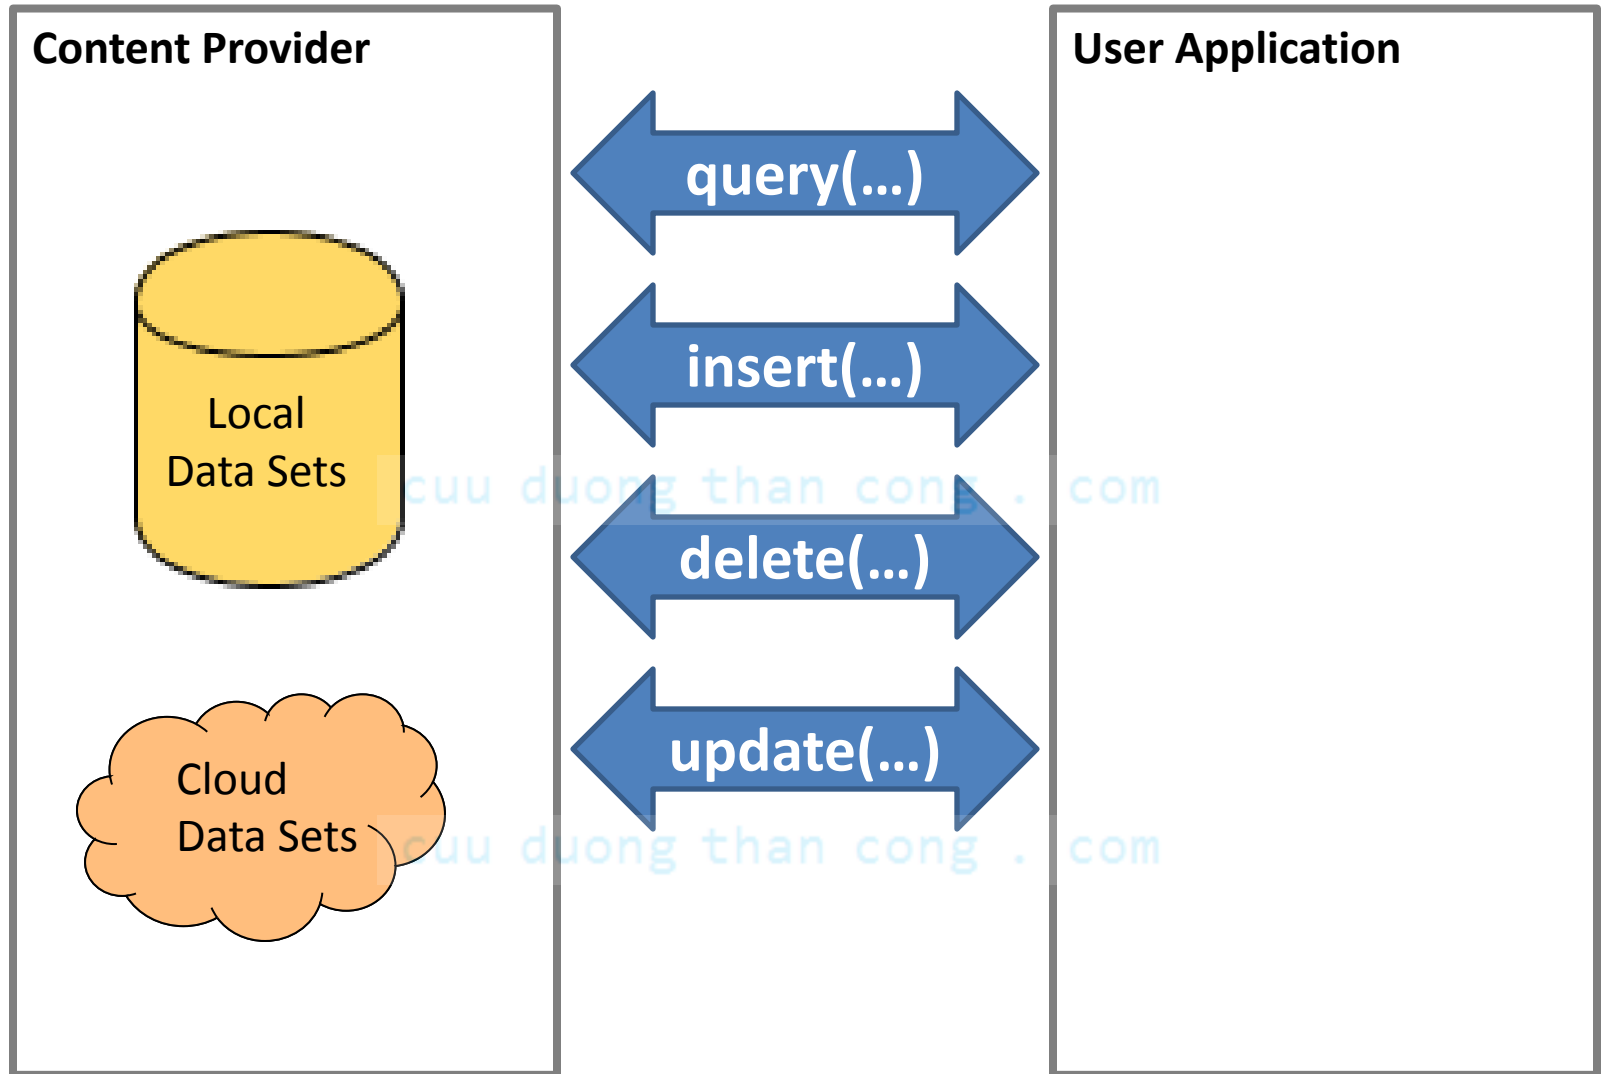 Content Provider
User Application
query(...)
insert(...)
Local
Data Sets
cuu duong than cong . com
delete(...)
update(...)
Cloud
Data Sets
cuu duong than cong . com